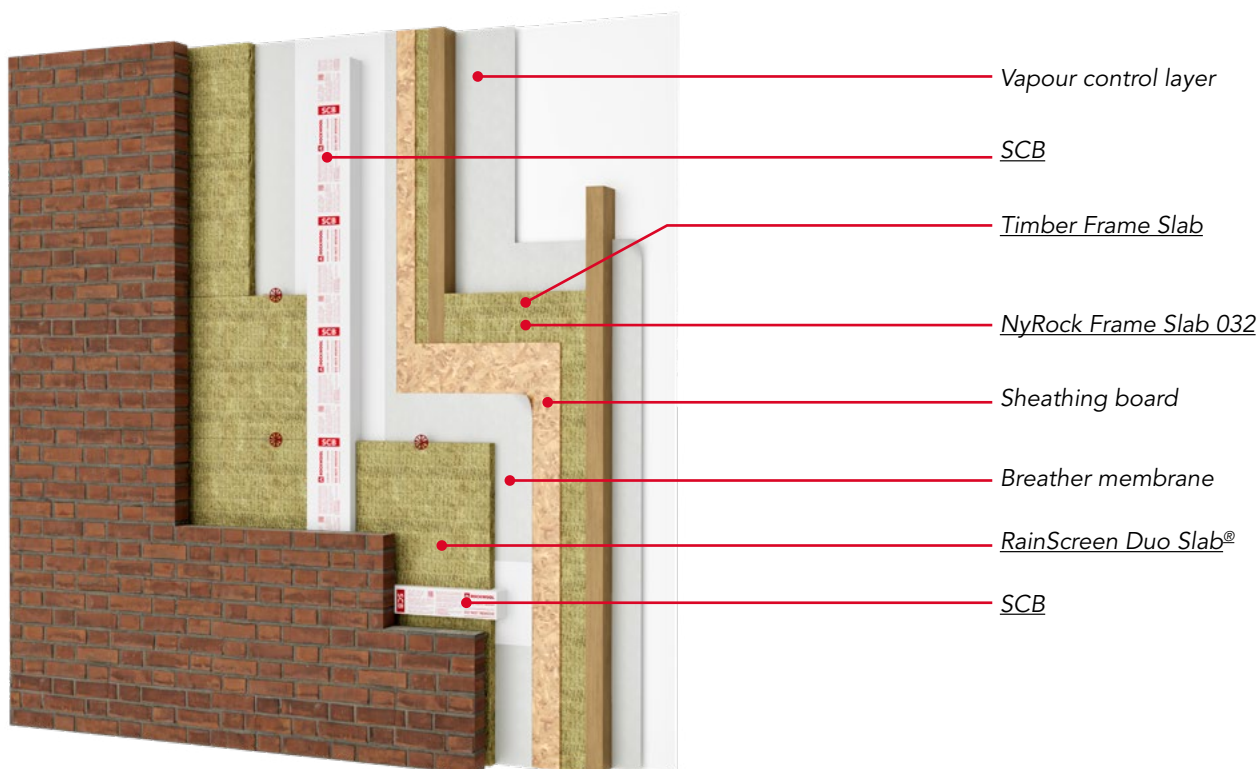 Vapour control layer
SCB
Timber Frame Slab
NyRock Frame Slab 032
Sheathing board
Breather membrane
RainScreen Duo Slab®
SCB
SCB
SCB
SCB
SCB
SCB